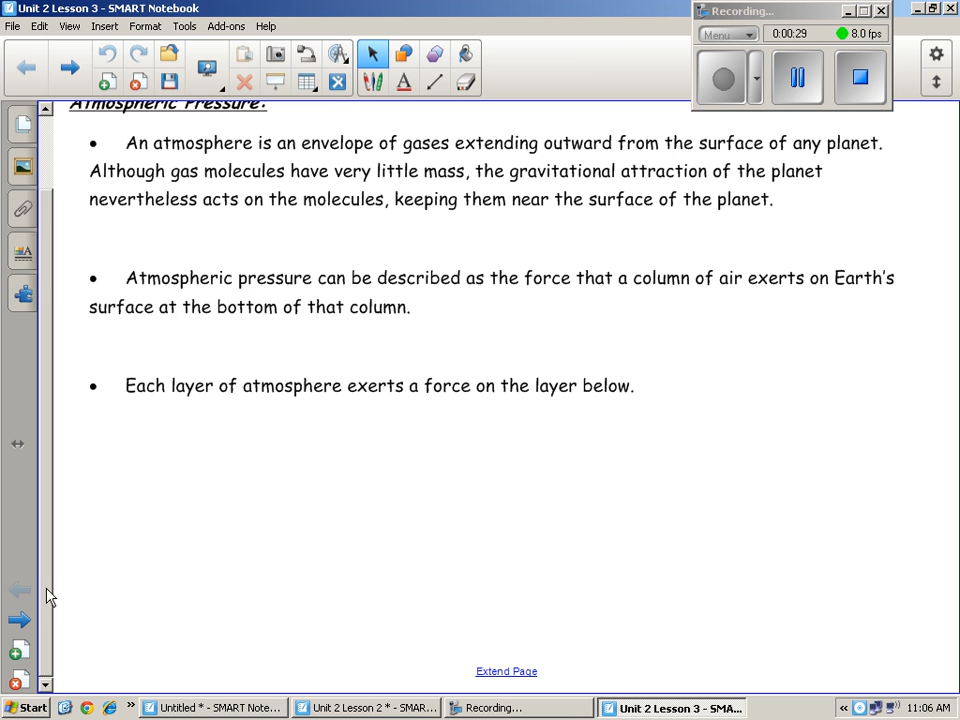 Unit 2 Lesson 3 - SMART Notebook
Recording...
File Edit View Insert Format Tools Add-ons Help
Menu 0:00:29 8.0 fps
Atmospheric Pressure:
• An atmosphere is an envelope of gases extending outward from the surface of any planet.
Although gas molecules have very little mass, the gravitational attraction of the planet
nevertheless acts on the molecules, keeping them near the surface of the planet.
• Atmospheric pressure can be described as the force that a column of air exerts on Earth's
surface at the bottom of that column.
• Each layer of atmosphere exerts a force on the layer below.
Extend Page
Start Untitled * - SMART Note... Unit 2 Lesson 2 * - SMAR... Recording... Unit 2 Lesson 3 - SMA... 11:06 AM